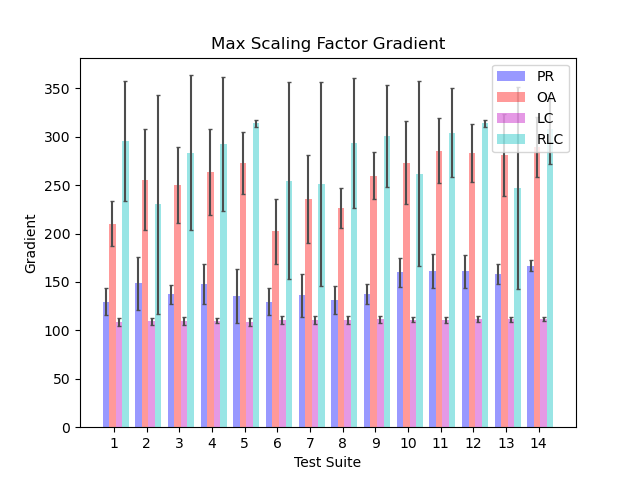 Max Scaling Factor Gradient
PR
OA
LC
RLC
350
300
250
200
150
100
50
0
Gradient
1 2 3 4 5 6 7 8 9 10 11 12 13 14
Test Suite